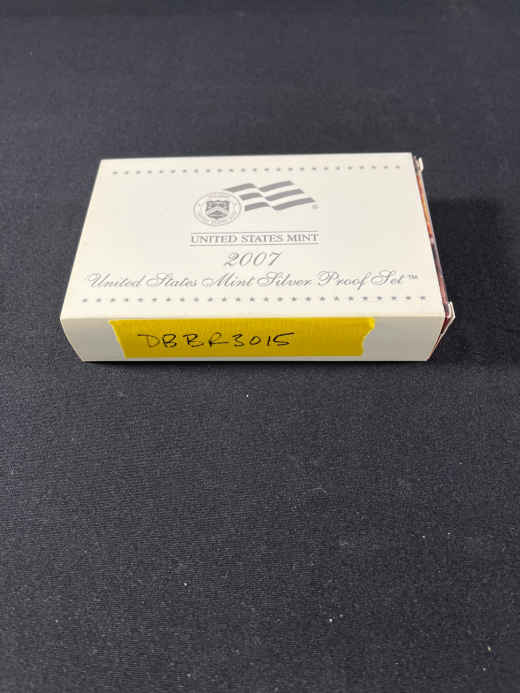 UNITED STATES MINT
2007
United States Mint Silver Proof Set™
DBBR3015